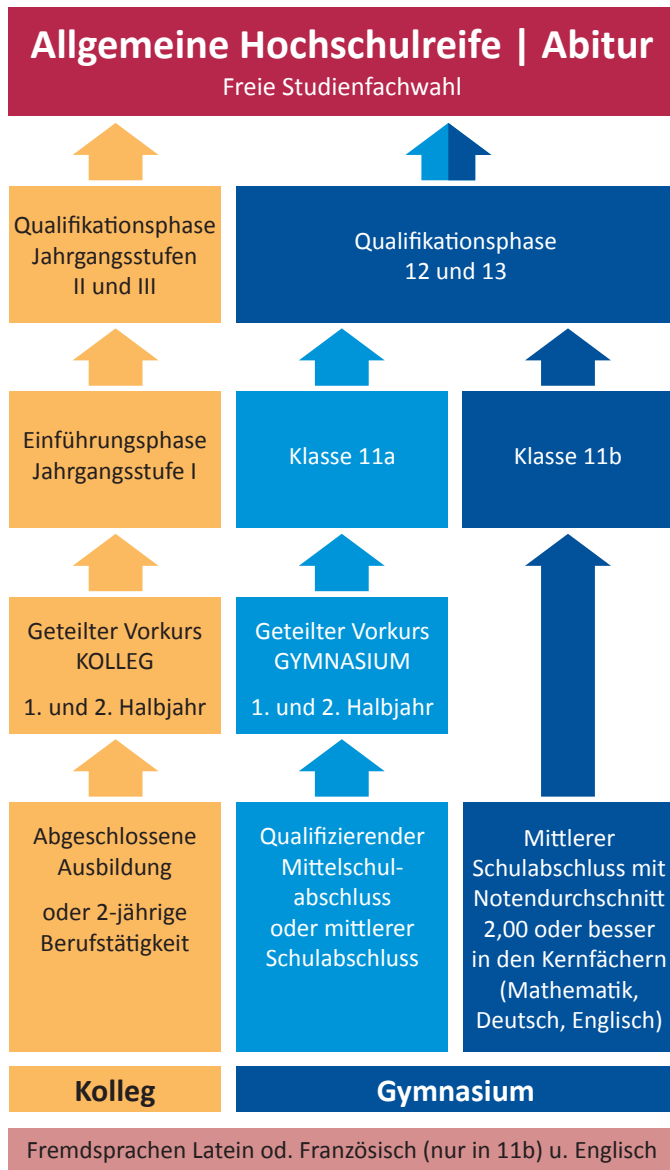 Allgemeine Hochschulreife | Abitur
Freie Studienfachwahl
Qualifikationsphase
Jahrgangsstufen
II und III
Qualifikationsphase
12 und 13
Einführungsphase
Jahrgangsstufe I
Klasse 11a
Klasse 11b
Geteilter Vorkurs
KOLLEG
1. und 2. Halbjahr
Geteilter Vorkurs
GYMNASIUM
1. und 2. Halbjahr
Abgeschlossene
Ausbildung
oder 2-jährige
Berufstätigkeit
Qualifizierender
Mittelschul-
abschluss
oder mittlerer
Schulabschluss
Mittlerer
Schulabschluss mit
Notendurchschnitt
2,00 oder besser
in den Kernfächern
(Mathematik,
Deutsch, Englisch)
Kolleg
Gymnasium
Fremdsprachen Latein od. Französisch (nur in 11b) u. Englisch